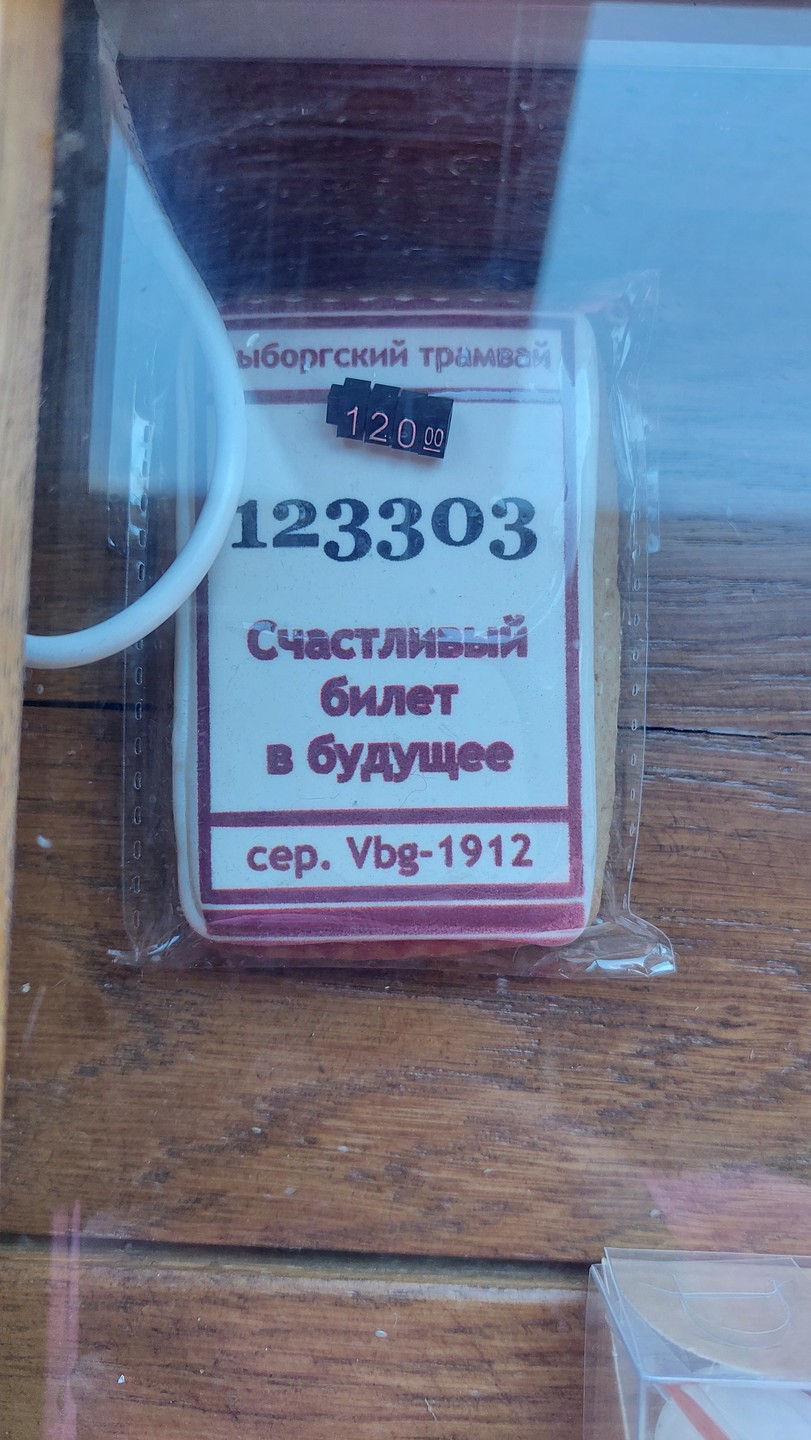 ыборгский трамвай
120 00
123303
Счастливый
билет
в будущее
сер. Vbg-1912